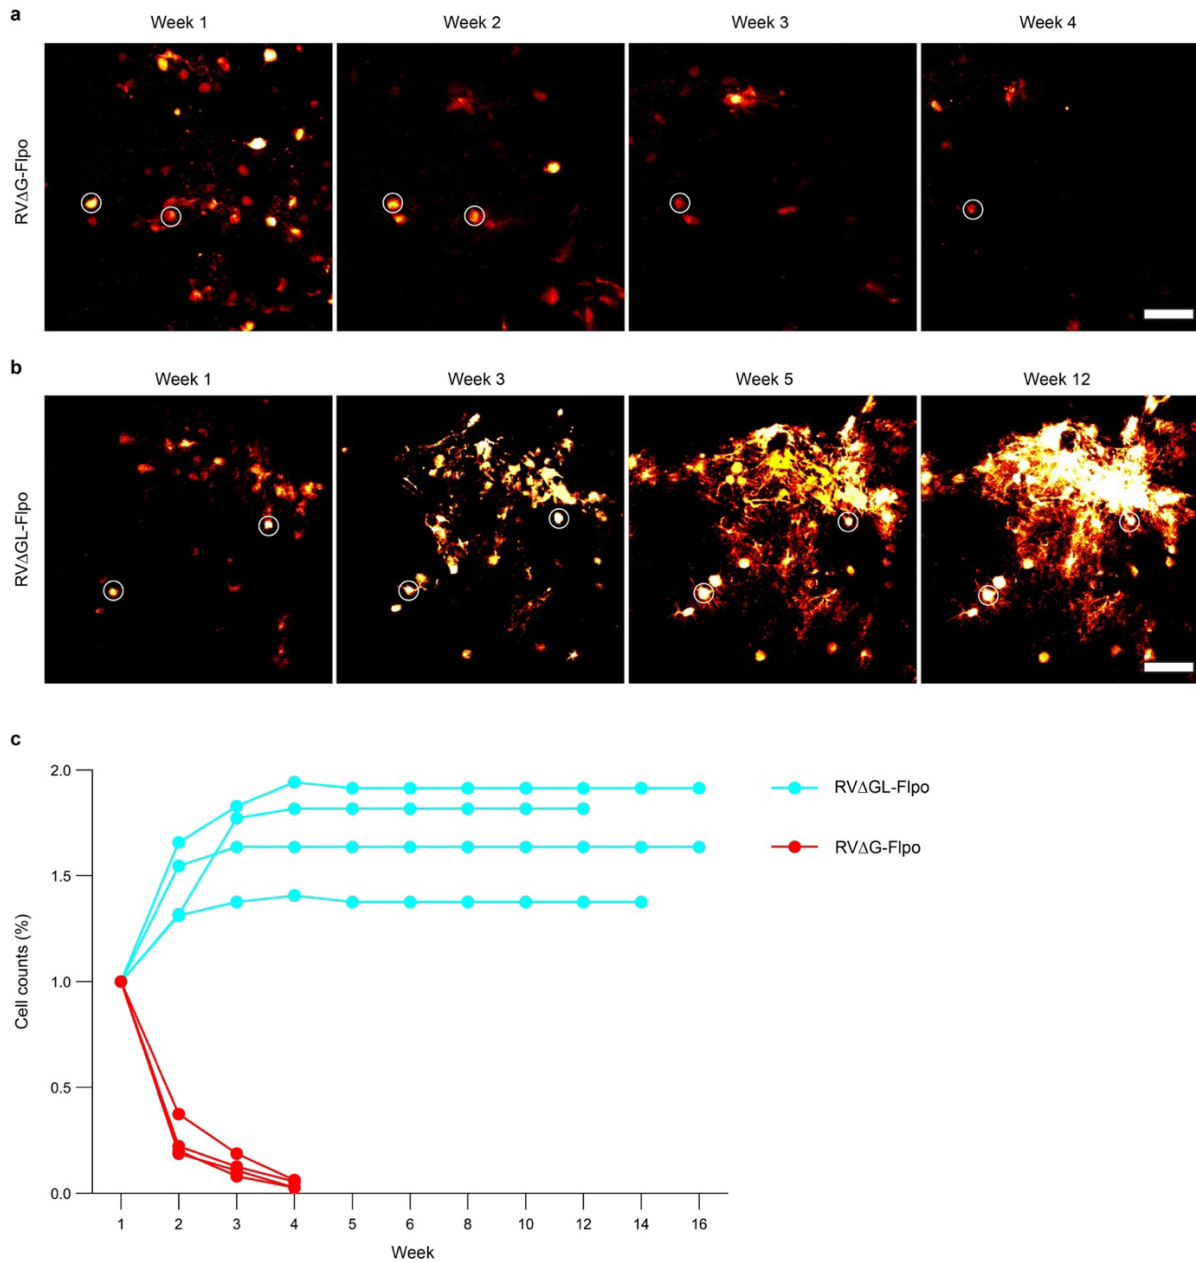 a
Week 1 Week 2 Week 3 Week 4
RVΔG-Flpo
b
Week 1 Week 3 Week 5 Week 12
RVΔGL-Flpo
c
2.0
1.5
1.0
0.5
0.0
Cell counts (%)
1 2 3 4 5 6 8 10 12 14 16
Week
RVΔGL-Flpo
RVΔG-Flpo